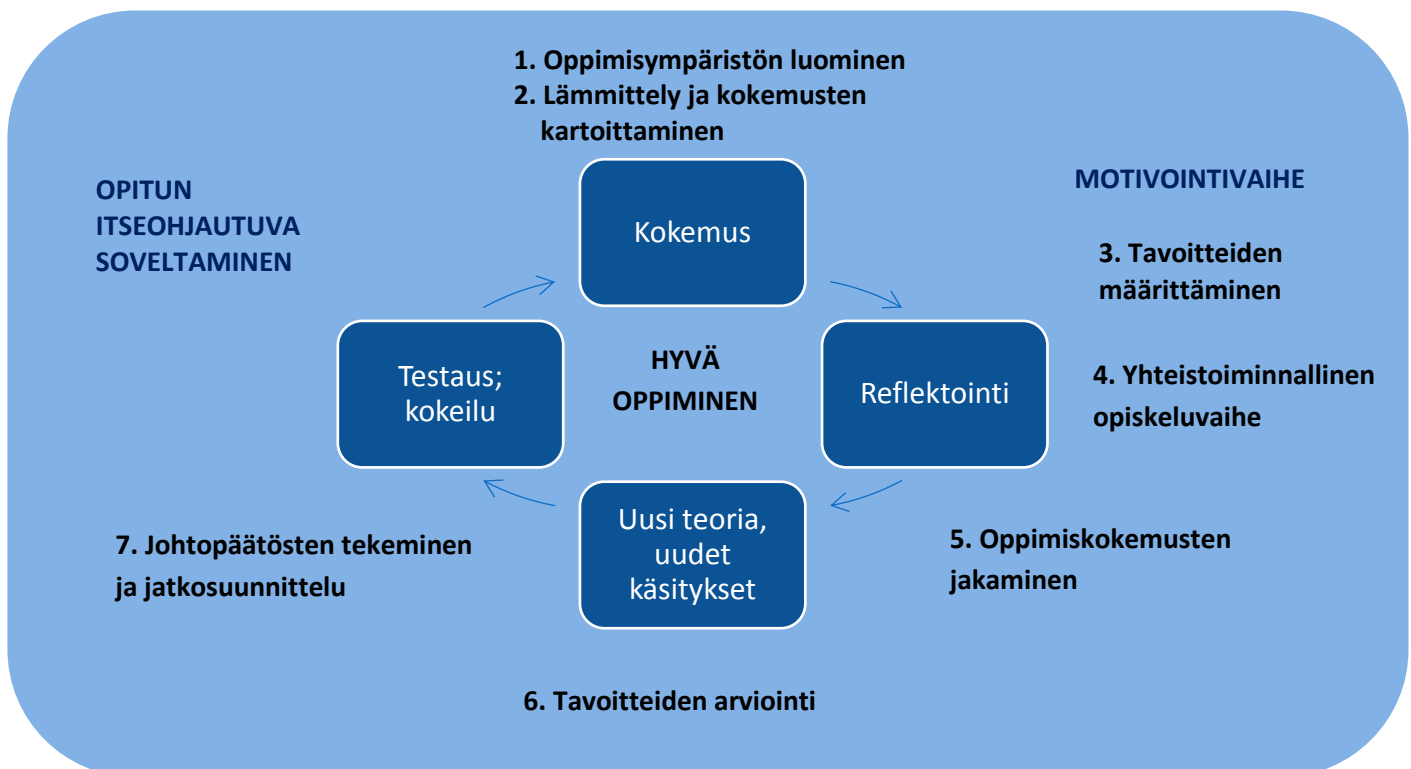 1. Oppimisympäristön luominen
2. Lämmittely ja kokemusten
kartoittaminen
OPITUN
ITSEOHJAUTUVA
SOVELTAMINEN
MOTIVOINTIVAIHE
Kokemus
3. Tavoitteiden
määrittäminen
Testaus;
kokeilu
HYVÄ
OPPIMINEN
Reflektointi
4. Yhteistoiminnallinen
opiskeluvaihe
Uusi teoria,
uudet
käsitykset
7. Johtopäätösten tekeminen
ja jatkosuunnittelu
5. Oppimiskokemusten
jakaminen
6. Tavoitteiden arviointi